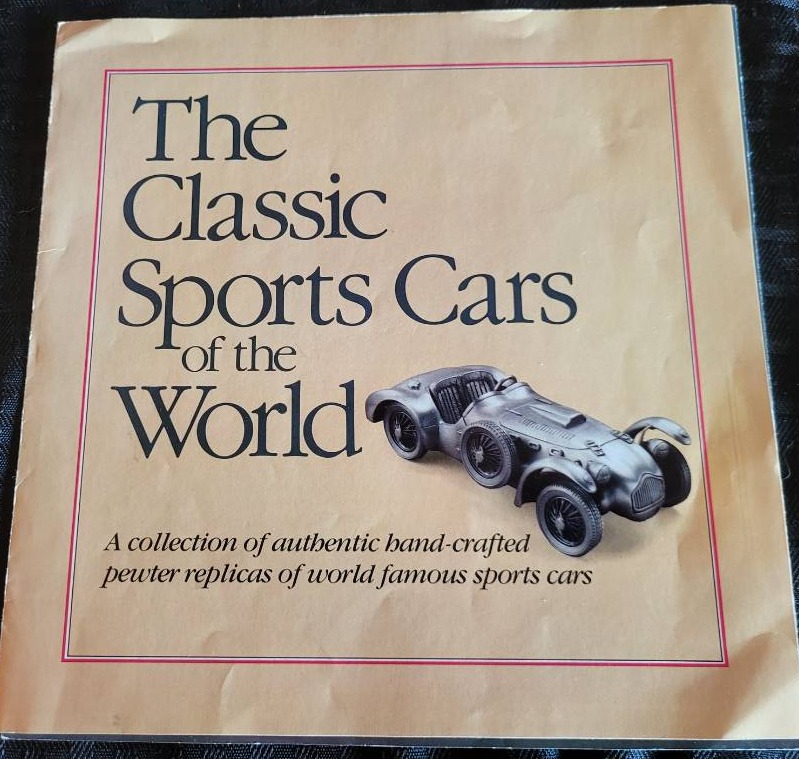 The
Classic
Sports Cars
of the
World
A collection of authentic hand-crafted
pewter replicas of world famous sports cars